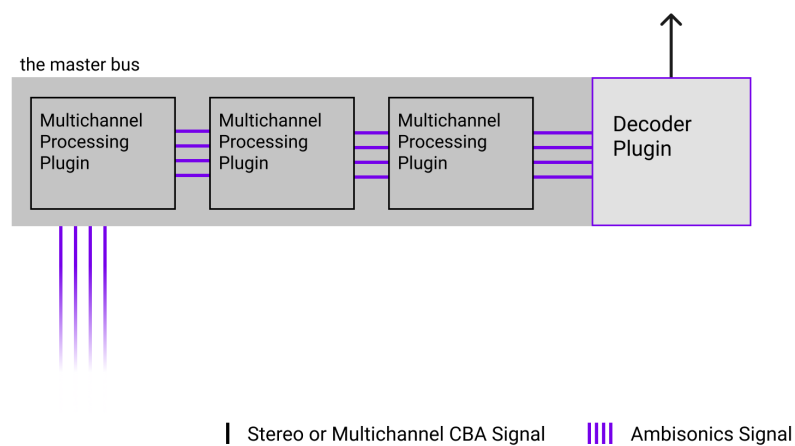 the master bus
Multichannel
Processing
Plugin
Multichannel
Processing
Plugin
Multichannel
Processing
Plugin
Decoder
Plugin
Stereo or Multichannel CBA Signal
Ambisonics Signal